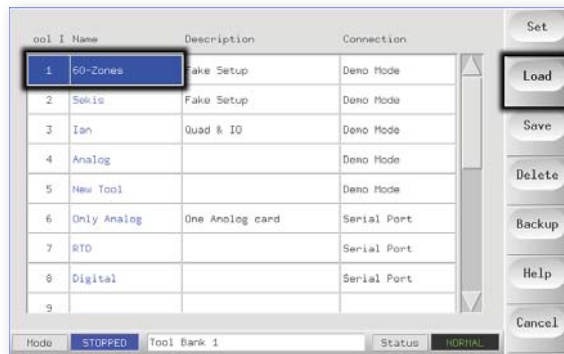 Set
ool I Name Description Connection
1 60-Zones Fake Setup Demo Mode
Load
2 Sekis Fake Setup Demo Mode
3 Ian Quad & IO Demo Mode
Save
4 Analog Demo Mode
Delete
5 New Tool Demo Mode
6 Only Analog One Analog card Serial Port
Backup
7 RTD Serial Port
8 Digital Serial Port
Help
9
Cancel
Mode STOPPED Tool Bank 1 Status NORMAL